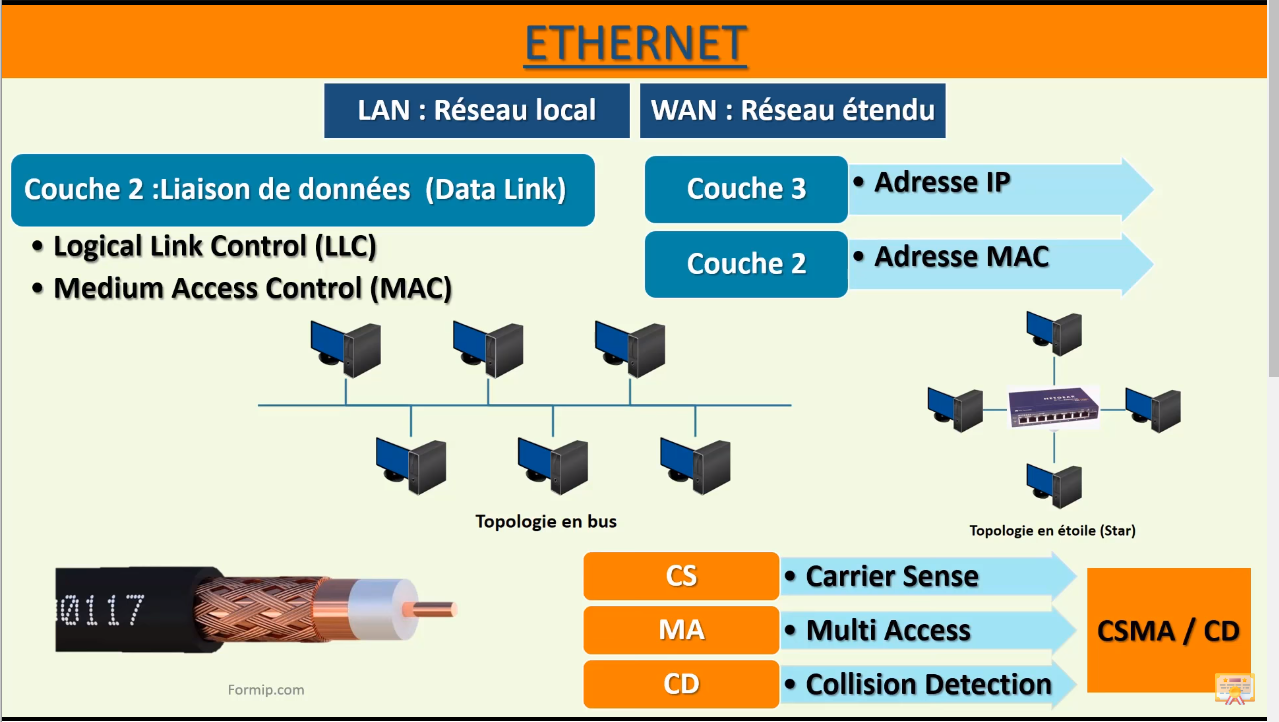 ETHERNET
LAN : Réseau local
WAN : Réseau étendu
Couche 2 :Liaison de données (Data Link)
• Logical Link Control (LLC)
• Medium Access Control (MAC)
Couche 3
• Adresse IP
Couche 2
• Adresse MAC
NETGEAR
Topologie en bus
Topologie en étoile (Star)
00117
CS
• Carrier Sense
MA
• Multi Access
CD
• Collision Detection
CSMA / CD
Formip.com